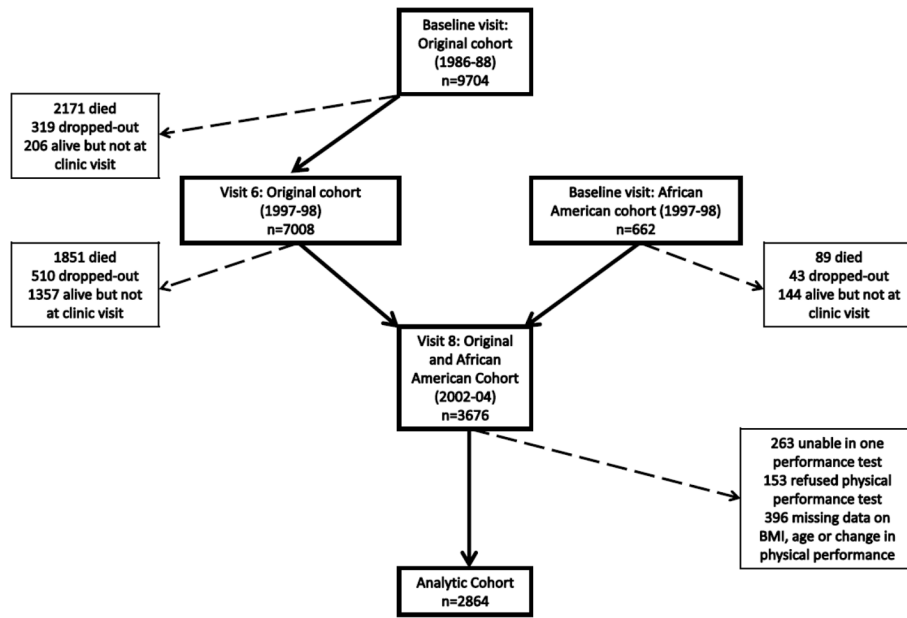 Baseline visit:
Original cohort
(1986-88)
n=9704
2171 died
319 dropped-out
206 alive but not at
clinic visit
Visit 6: Original cohort
(1997-98)
n=7008
Baseline visit: African
American cohort (1997-98)
n=662
1851 died
510 dropped-out
1357 alive but not
at clinic visit
89 died
43 dropped-out
144 alive but not at
clinic visit
Visit 8: Original
and African
American Cohort
(2002-04)
n=3676
263 unable in one
performance test
153 refused physical
performance test
396 missing data on
BMI, age or change in
physical performance
Analytic Cohort
n=2864